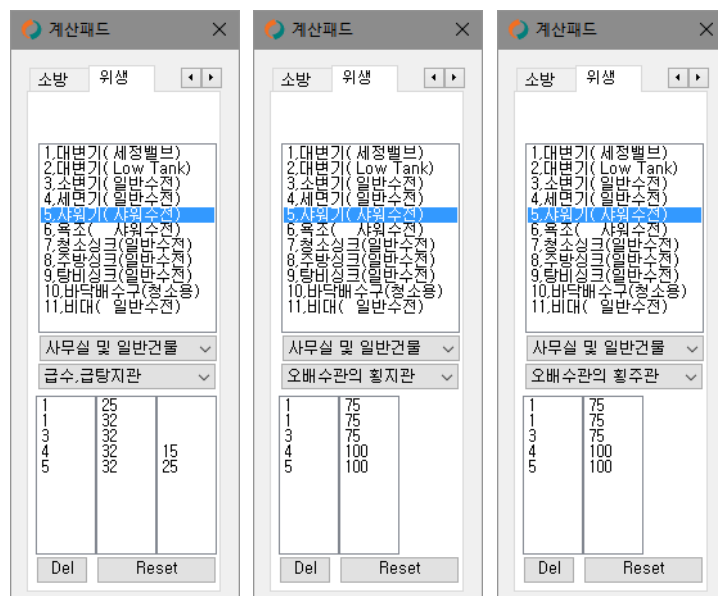 계산패드
소방 위생
1,대변기( 세정밸브)
2,대변기( Low Tank)
3,소변기( 일반수전)
4,세면기( 일반수전)
5,샤워기( 샤워수전)
6,욕조( 샤워수전)
7,청소싱크(일반수전)
8,주방싱크(일반수전)
9,탕비싱크(일반수전)
10,바닥배수구(청소용)
11,비대( 일반수전)
사무실 및 일반건물
급수,급탕지관
1 25
1 32
3 32
4 32 15
5 32 25
Del Reset
계산패드
소방 위생
1,대변기( 세정밸브)
2,대변기( Low Tank)
3,소변기( 일반수전)
4,세면기( 일반수전)
5,샤워기( 샤워수전)
6,욕조( 샤워수전)
7,청소싱크(일반수전)
8,주방싱크(일반수전)
9,탕비싱크(일반수전)
10,바닥배수구(청소용)
11,비대( 일반수전)
사무실 및 일반건물
오배수관의 횡지관
1 75
1 75
3 75
4 100
5 100
Del Reset
계산패드
소방 위생
1,대변기( 세정밸브)
2,대변기( Low Tank)
3,소변기( 일반수전)
4,세면기( 일반수전)
5,샤워기( 샤워수전)
6,욕조( 샤워수전)
7,청소싱크(일반수전)
8,주방싱크(일반수전)
9,탕비싱크(일반수전)
10,바닥배수구(청소용)
11,비대( 일반수전)
사무실 및 일반건물
오배수관의 횡주관
1 75
1 75
3 75
4 100
5 100
Del Reset